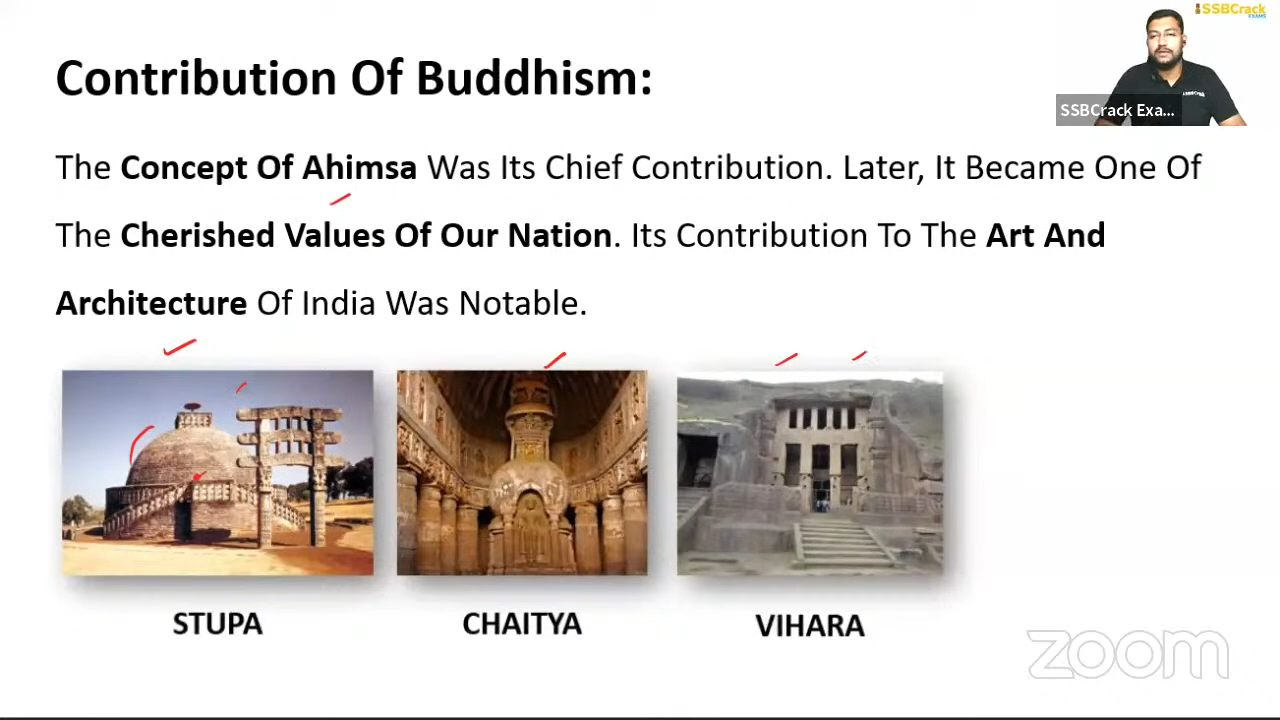 SSBCrack
EXAMS
SSBCrack Exa...
Contribution Of Buddhism:
The Concept Of Ahimsa Was Its Chief Contribution. Later, It Became One Of
The Cherished Values Of Our Nation. Its Contribution To The Art And
Architecture Of India Was Notable.
STUPA
CHAITYA
VIHARA
zoom